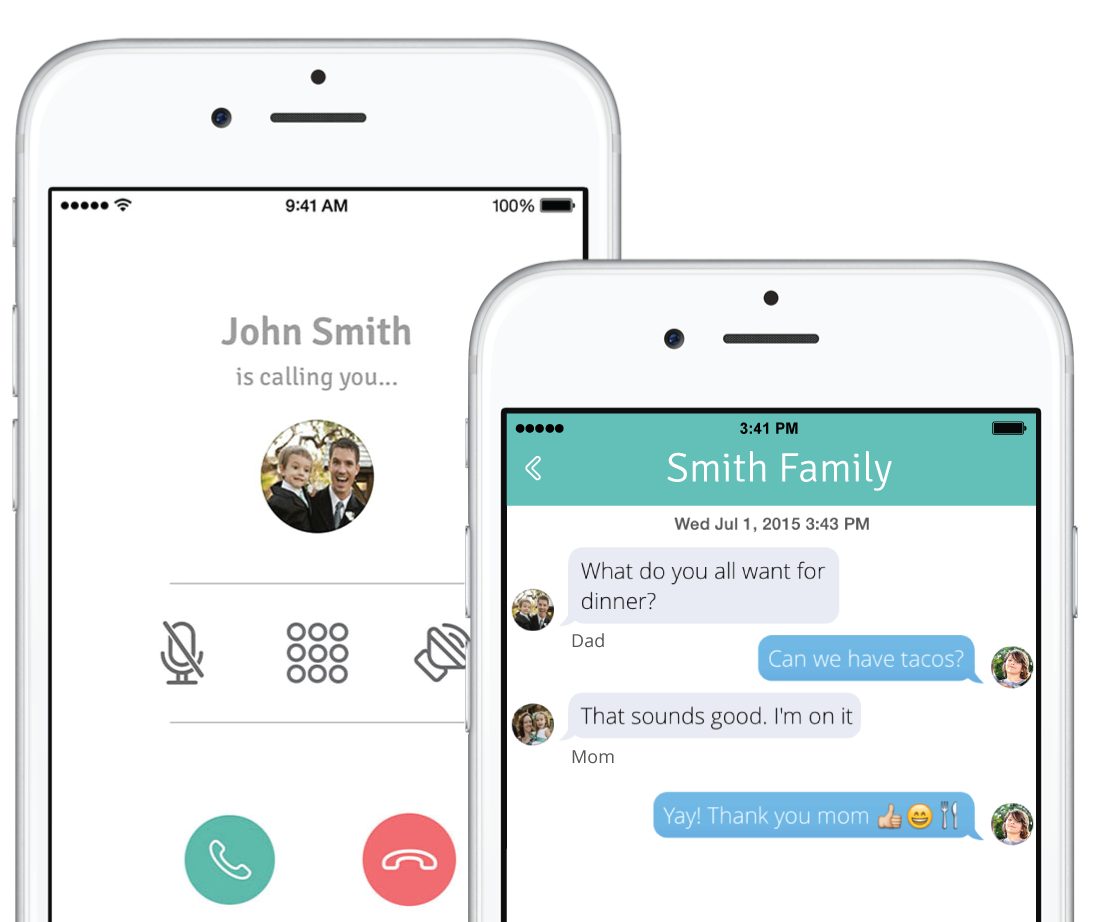 9:41 AM
100%
John Smith
is calling you...
3:41 PM
Smith Family
Wed Jul 1, 2015 3:43 PM
What do you all want for
dinner?
Dad
Can we have tacos?
That sounds good. I'm on it
Mom
Yay! Thank you mom 👍😄🍴